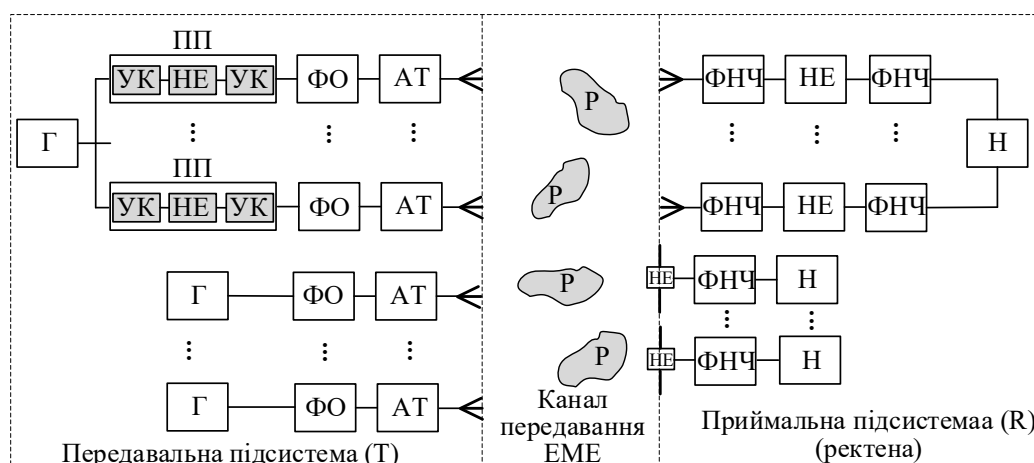 ПП
УК НЕ УК ФО АТ Р ФНЧ НЕ ФНЧ
Г Н
ПП
УК НЕ УК ФО АТ Р ФНЧ НЕ ФНЧ
Г ФО АТ Р НЕ ФНЧ Н
Г ФО АТ Р НЕ ФНЧ Н
Канал
передавання
ЕМЕ
Передавальна підсистема (Т)
Приймальна підсистемаа (R)
(ректена)